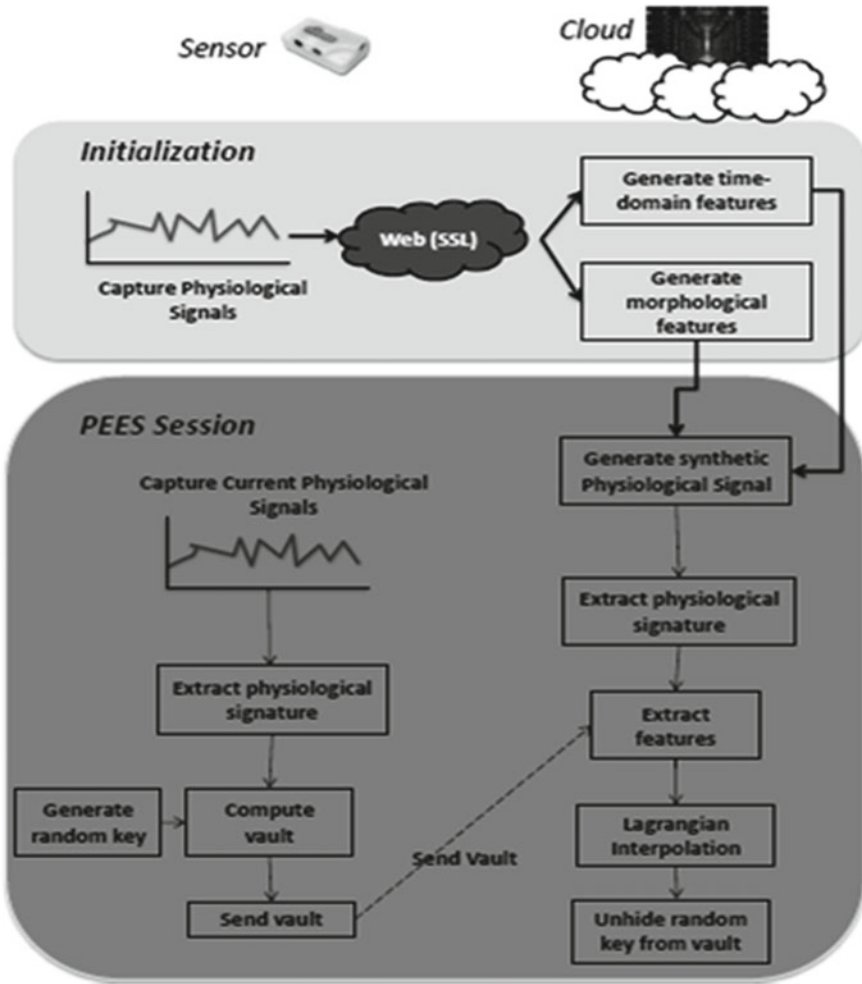 Sensor
Cloud
Initialization
Capture Physiological
Signals
Web (SSL)
Generate time-
domain features
Generate
morphological
features
PEES Session
Capture Current Physiological
Signals
Extract physiological
signature
Generate
random key
Compute
vault
Send vault
Send Vault
Generate synthetic
Physiological Signal
Extract physiological
signature
Extract
features
Lagrangian
Interpolation
Unhide random
key from vault